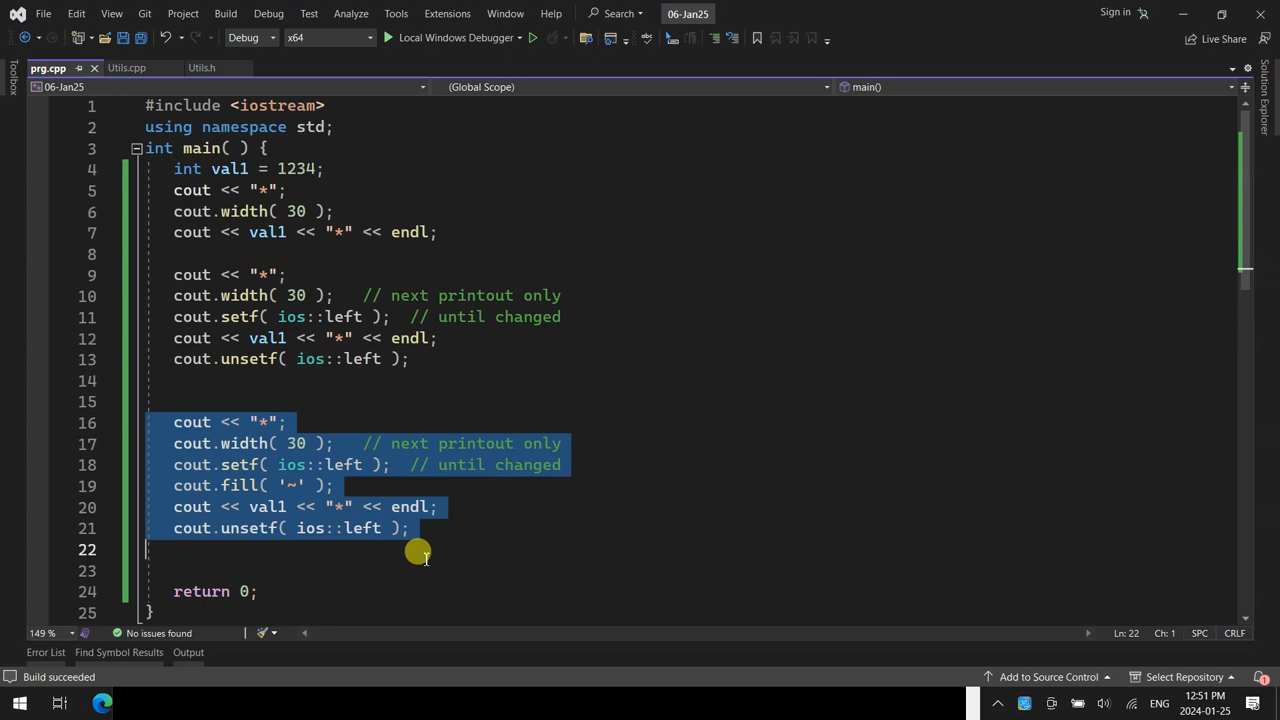 File Edit View Git Project Build Debug Test Analyze Tools Extensions Window Help Search 06-Jan25 Sign in
Debug x64 Local Windows Debugger Live Share
prg.cpp Utils.cpp Utils.h
06-Jan25 (Global Scope) main()
Toolbox
Solution Explorer
1 #include <iostream>
2 using namespace std;
3 int main( ) {
4 int val1 = 1234;
5 cout << "*";
6 cout.width( 30 );
7 cout << val1 << "*" << endl;
8
9 cout << "*";
10 cout.width( 30 ); // next printout only
11 cout.setf( ios::left ); // until changed
12 cout << val1 << "*" << endl;
13 cout.unsetf( ios::left );
14
15
16 cout << "*";
17 cout.width( 30 ); // next printout only
18 cout.setf( ios::left ); // until changed
19 cout.fill( '~' );
20 cout << val1 << "*" << endl;
21 cout.unsetf( ios::left );
22
23
24 return 0;
25 }
149 % No issues found Ln: 22 Ch: 1 SPC CRLF
Error List Find Symbol Results Output
Build succeeded Add to Source Control Select Repository 1
ENG 12:51 PM
2024-01-25